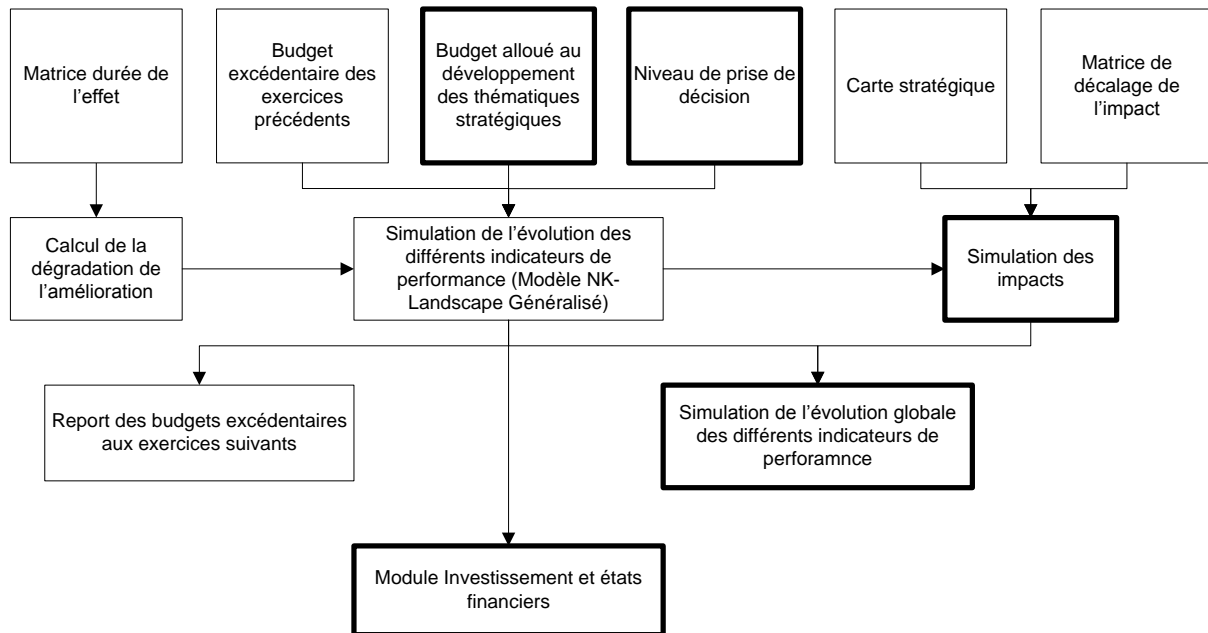 Matrice durée de
l'effet
Budget
excédentaire des
exercices
précédents
Budget alloué au
développement
des thématiques
stratégiques
Niveau de prise de
décision
Carte stratégique
Matrice de
décalage de
l'impact
Calcul de la
dégradation de
l'amélioration
Simulation de l'évolution des
différents indicateurs de
performance (Modèle NK-
Landscape Généralisé)
Simulation des
impacts
Report des budgets excédentaires
aux exercices suivants
Simulation de l'évolution globale
des différents indicateurs de
perforamnce
Module Investissement et états
financiers